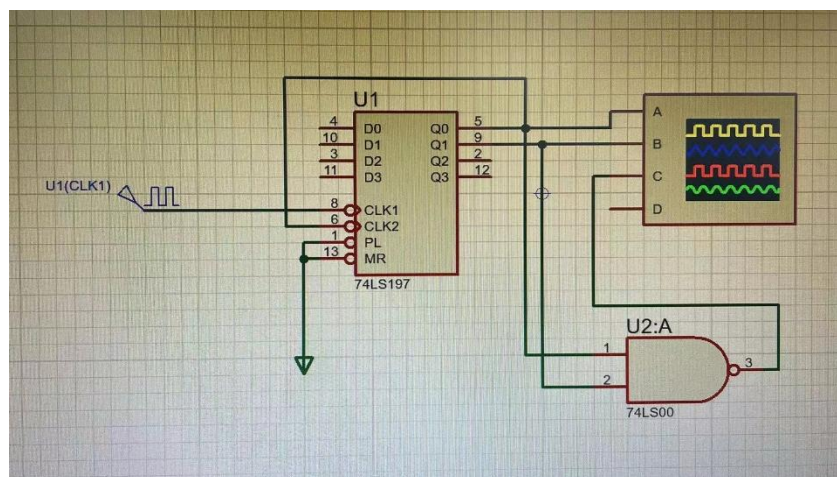 U1
4 D0 Q0 5
10 D1 Q1 9
3 D2 Q2 2
11 D3 Q3 12
U1(CLK1)
8 CLK1
6 CLK2
1 PL
13 MR
74LS197
A
B
C
D
U2:A
1
2
3
74LS00